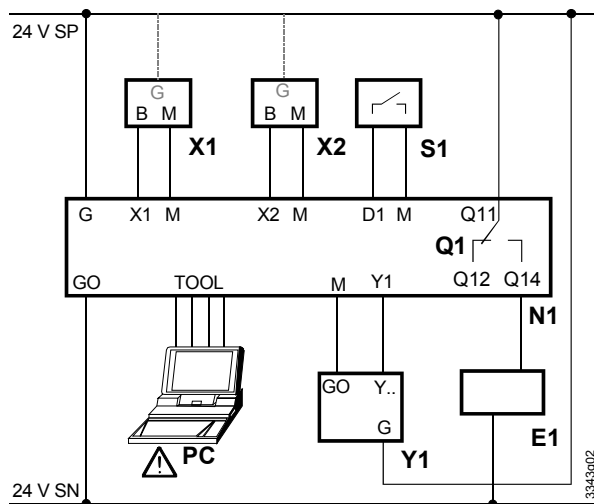 24 V SP
G G
B M B M
X1 X2 S1
G X1 M X2 M D1 M Q11
Q1
GO TOOL M Y1 Q12 Q14
N1
GO Y..
G
PC Y1 E1
24 V SN
3343g02